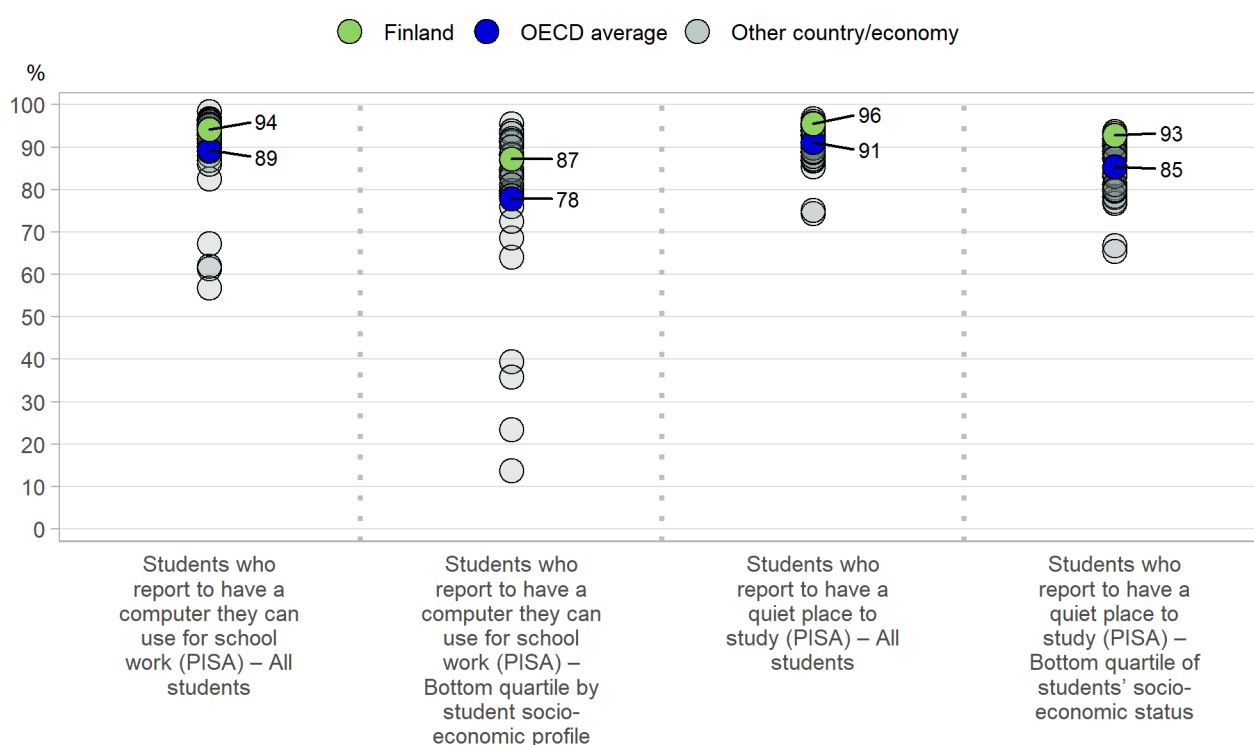 Finland OECD average Other country/economy
%
100
90
80
70
60
50
40
30
20
10
0
94
89
87
78
96
91
93
85
Students who
report to have a
computer they can
use for school
work (PISA) – All
students
Students who
report to have a
computer they can
use for school
work (PISA) –
Bottom quartile by
student socio-
economic profile
Students who
report to have a
quiet place to
study (PISA) – All
students
Students who
report to have a
quiet place to
study (PISA) –
Bottom quartile of
students’ socio-
economic status